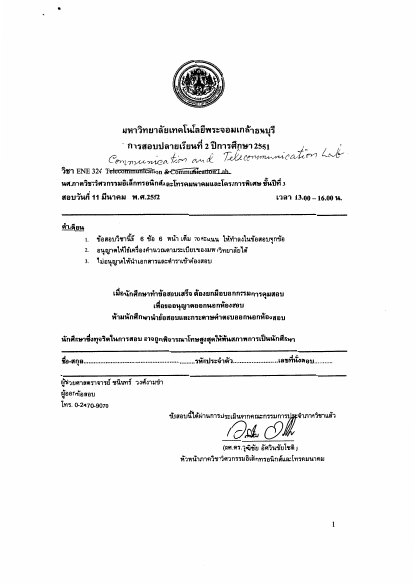 มหาวิทยาลัยเทคโนโลยีพระจอมเกล้าธนบุรี
การสอบปลายเรียนที่ 2 ปีการศึกษา 2551
Communication and Telecommunication Lab
วิชา ENE 324 Telecommunication & Communication Lab.
นศ.ภาควิชาวิศวกรรมอิเล็กทรอนิกส์และโทรคมนาคมและโครงการพิเศษ ชั้นปีที่ 3
สอบวันที่ 11 มีนาคม พ.ศ.2552 เวลา 13.00 – 16.00 น.
คำเตือน
1. ข้อสอบวิชานี้มี 6 ข้อ 6 หน้า เต็ม 70 คะแนน ให้ทำลงในข้อสอบทุกข้อ
2. อนุญาตให้ใช้เครื่องคำนวณตามระเบียบของมหาวิทยาลัยได้
3. ไม่อนุญาตให้นำเอกสารและตำราเข้าห้องสอบ
เมื่อนักศึกษาทำข้อสอบเสร็จ ต้องยกมือบอกกรรมการคุมสอบ
เพื่อขออนุญาตออกนอกห้องสอบ
ห้ามนักศึกษานำข้อสอบและกระดาษคำตอบออกนอกห้องสอบ
นักศึกษาซึ่งทุจริตในการสอบ อาจถูกพิจารณาโทษสูงสุดให้พ้นสภาพการเป็นนักศึกษา
ชื่อ-สกุล..........รหัสประจำตัว..........เลขที่นั่งสอบ..........
ผู้ช่วยศาสตราจารย์ ชนินทร์ วงศ์งามขำ
ผู้ออกข้อสอบ
โทร. 0-2470-9070
ข้อสอบนี้ได้ผ่านการประเมินจากคณะกรรมการประจำภาควิชาแล้ว
(ผศ.ดร.วุฒิชัย อัศวินชัยโชติ)
หัวหน้าภาควิชาวิศวกรรมอิเล็กทรอนิกส์และโทรคมนาคม
1